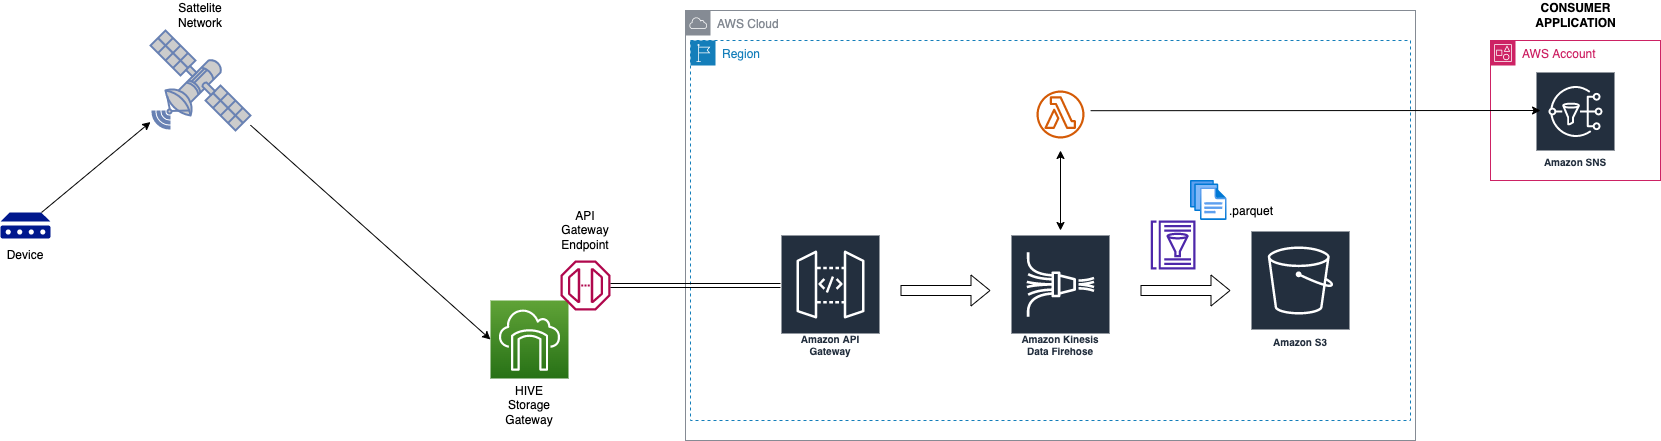 Sattelite
Network
Device
API
Gateway
Endpoint
HIVE
Storage
Gateway
AWS Cloud
Region
</>
Amazon API
Gateway
Amazon Kinesis
Data Firehose
.parquet
Amazon S3
CONSUMER
APPLICATION
AWS Account
Amazon SNS